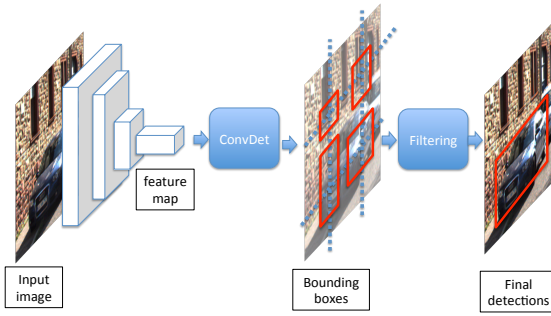 ConvDet
Filtering
feature
map
Input
image
Bounding
boxes
Final
detections